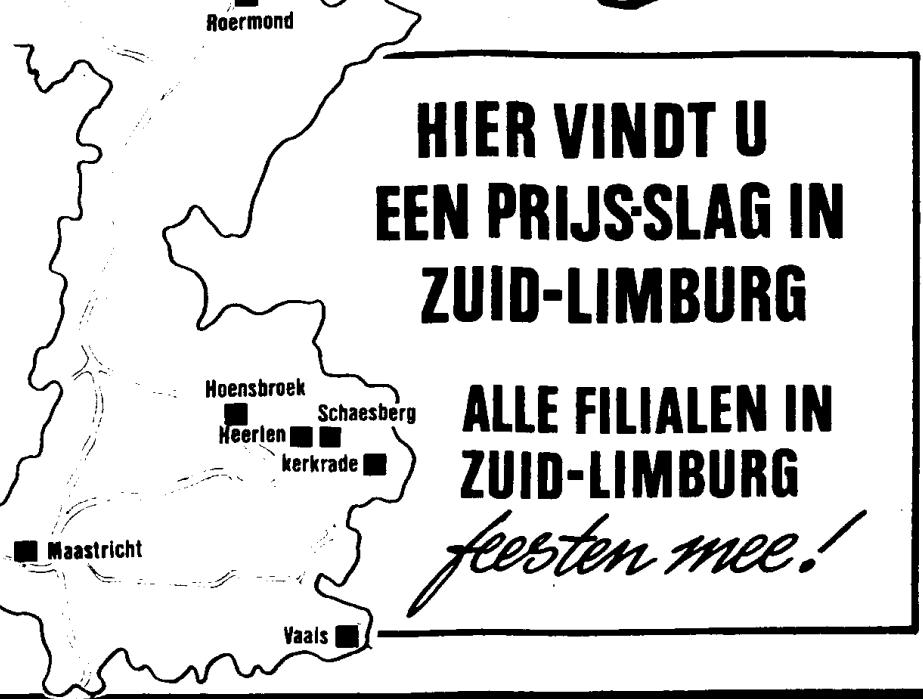 Roermond
HIER VINDT U
EEN PRIJS-SLAG IN
ZUID-LIMBURG
ALLE FILIALEN IN
ZUID-LIMBURG
feesten mee!
Hoensbroek
Schaesberg
Heerlen
kerkrade
Maastricht
Vaals